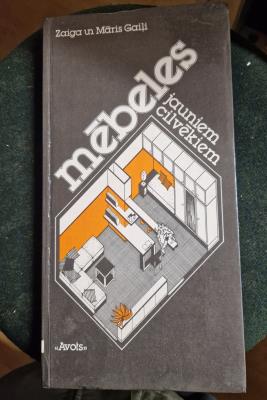 Zaiga un Māris Gaiļi
mēbeles
jauniem
cilvēkiem
«Avots»